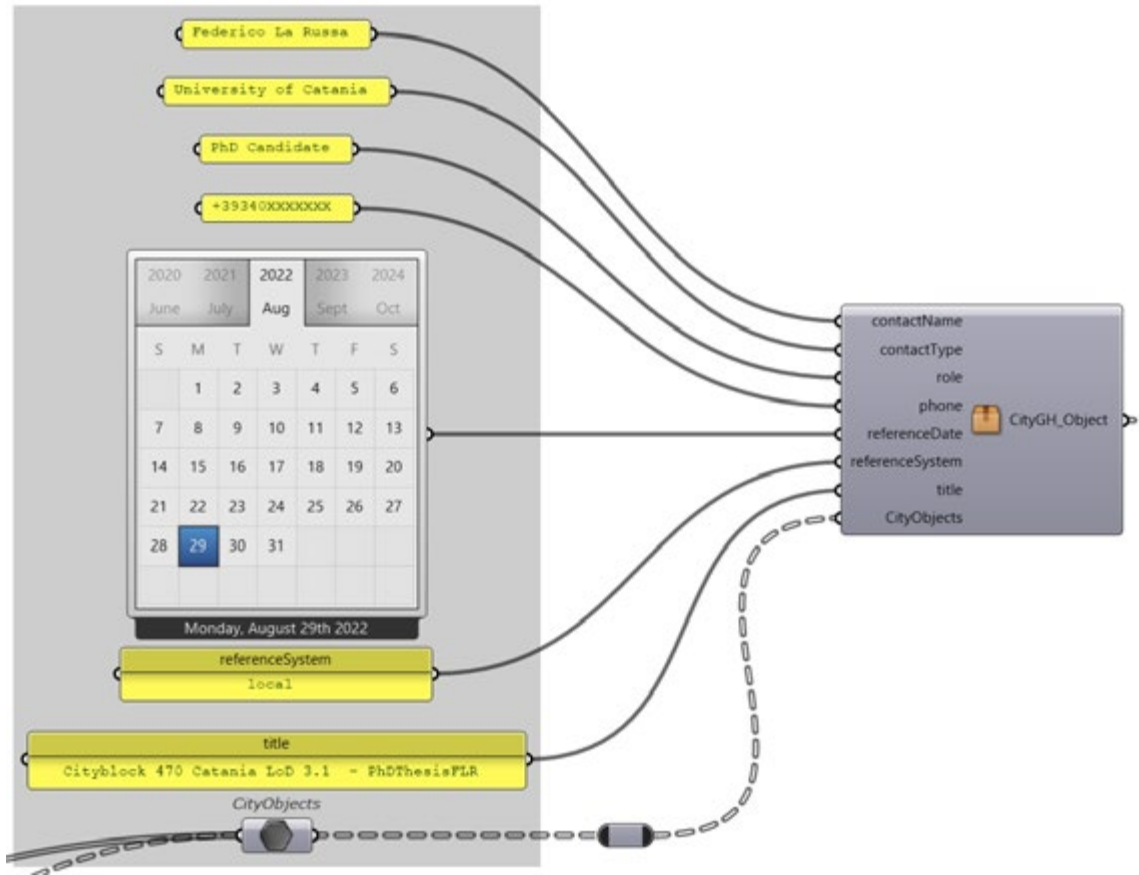 Federico La Russa
University of Catania
PhD Candidate
+39340XXXXXXX
2020 2021 2022 2023 2024
June July Aug Sept Oct
S M T W T F S
1 2 3 4 5 6
7 8 9 10 11 12 13
14 15 16 17 18 19 20
21 22 23 24 25 26 27
28 29 30 31
Monday, August 29th 2022
referenceSystem
local
title
Cityblock 470 Catania LoD 3.1 - PhDThesisFLR
CityObjects
contactName
contactType
role
phone
referenceDate
referenceSystem
title
CityObjects
CityGH_Object